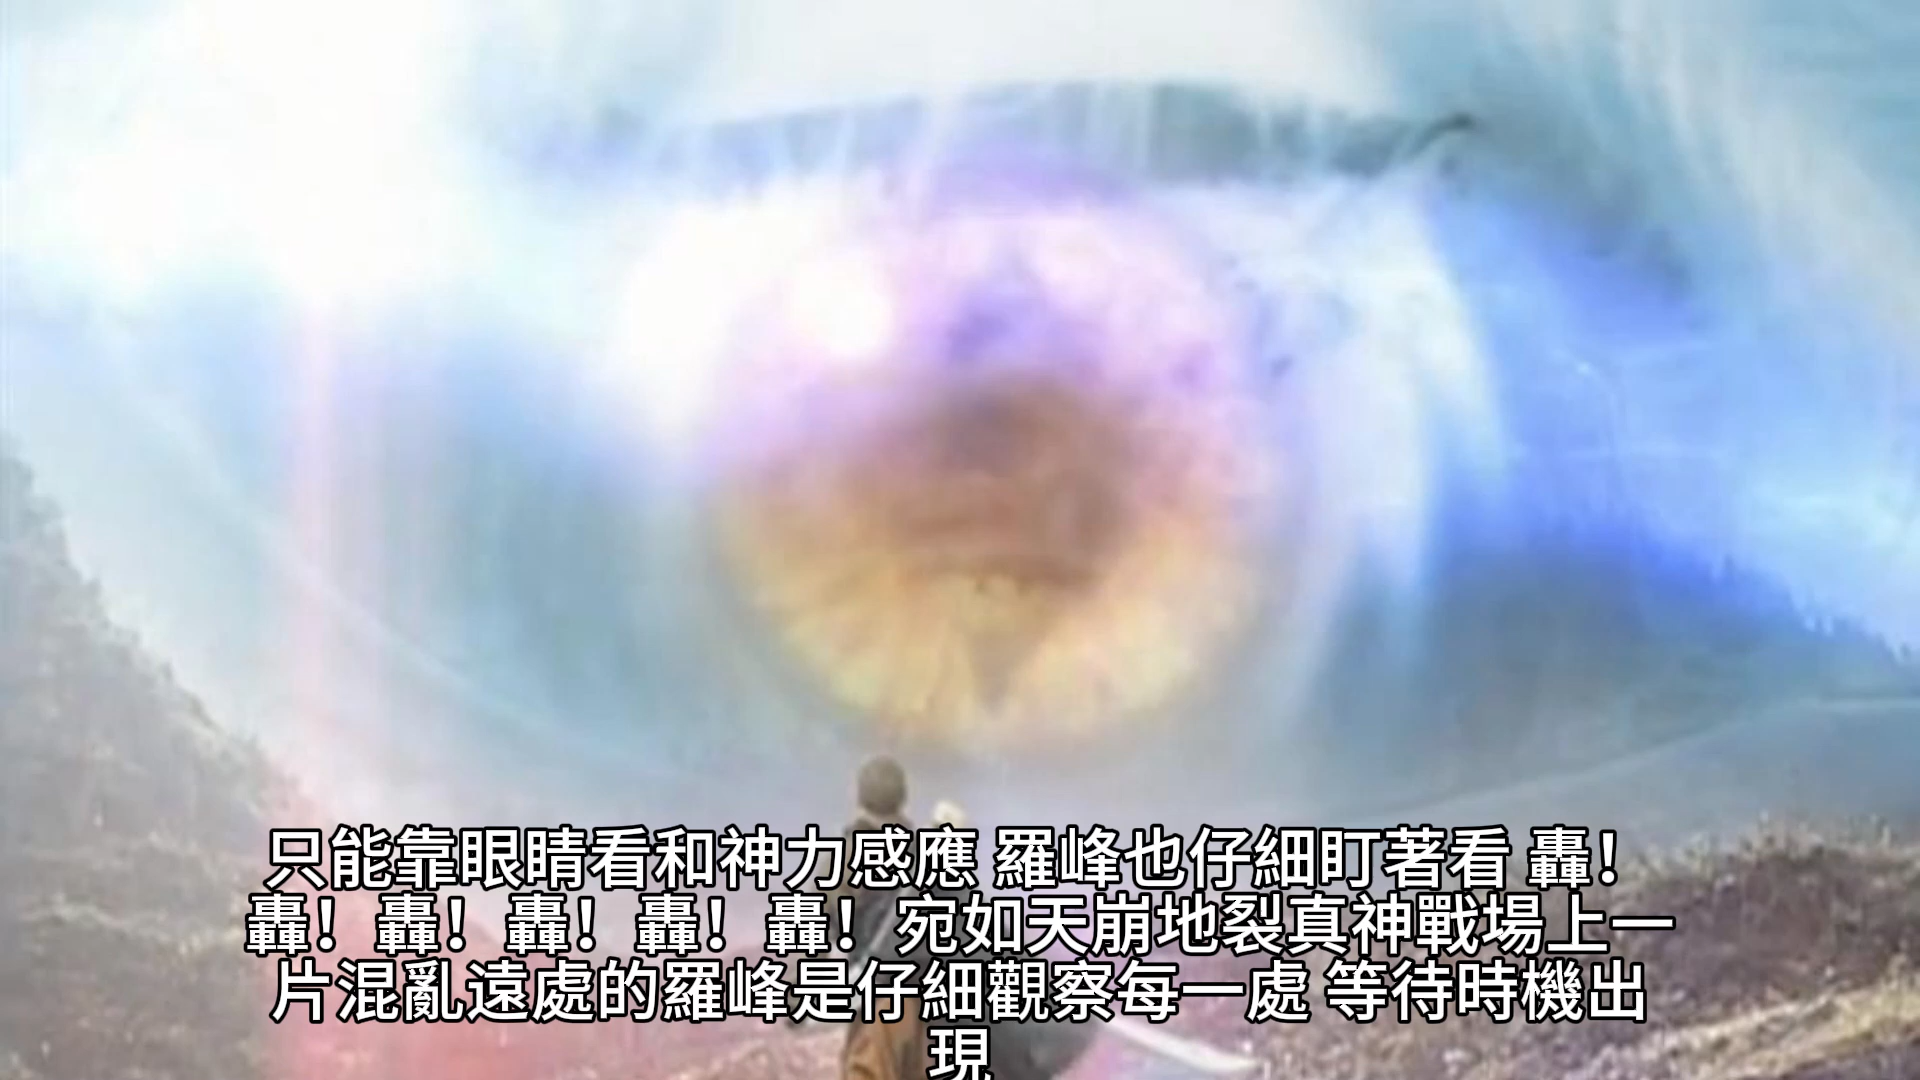 只能靠眼睛看和神力感應 羅峰也仔細盯著看 轟！
轟！轟！轟！轟！轟！宛如天崩地裂真神戰場上一
片混亂遠處的羅峰是仔細觀察每一處 等待時機出
現